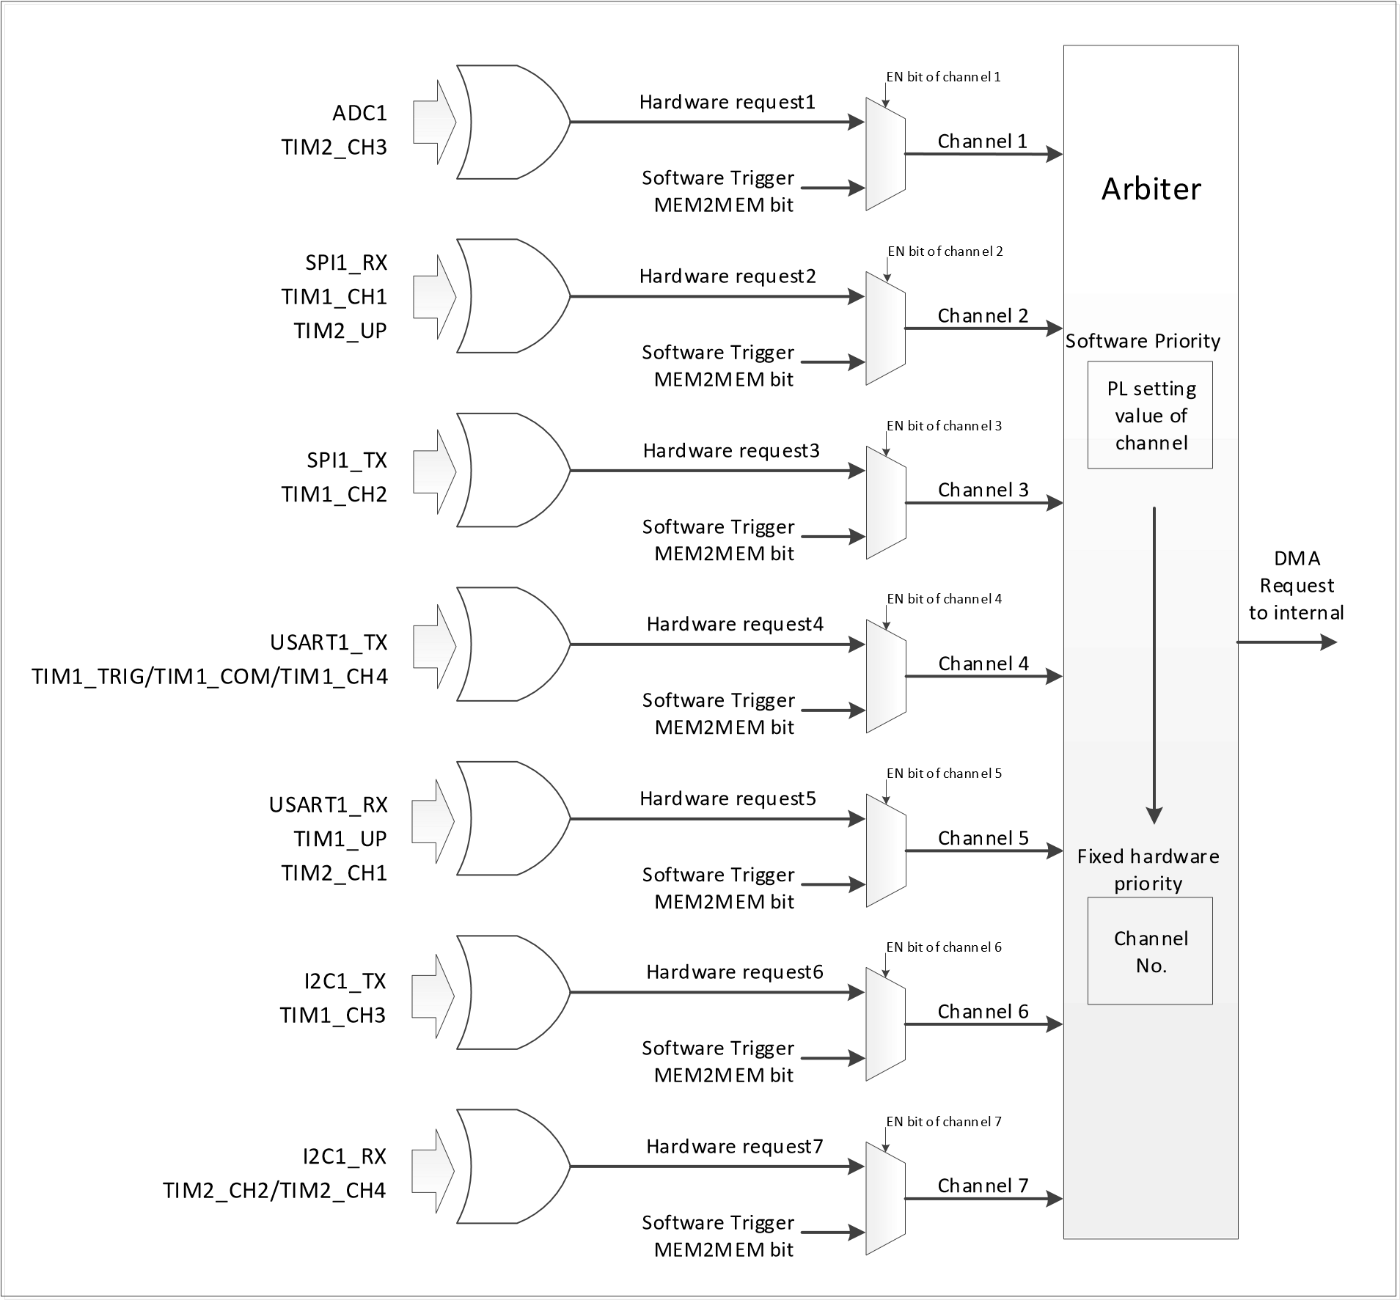 EN bit of channel 1
ADC1
TIM2_CH3
Hardware request1
Software Trigger
MEM2MEM bit
Channel 1
EN bit of channel 2
SPI1_RX
TIM1_CH1
TIM2_UP
Hardware request2
Software Trigger
MEM2MEM bit
Channel 2
EN bit of channel 3
SPI1_TX
TIM1_CH2
Hardware request3
Software Trigger
MEM2MEM bit
Channel 3
EN bit of channel 4
USART1_TX
TIM1_TRIG/TIM1_COM/TIM1_CH4
Hardware request4
Software Trigger
MEM2MEM bit
Channel 4
EN bit of channel 5
USART1_RX
TIM1_UP
TIM2_CH1
Hardware request5
Software Trigger
MEM2MEM bit
Channel 5
EN bit of channel 6
I2C1_TX
TIM1_CH3
Hardware request6
Software Trigger
MEM2MEM bit
Channel 6
EN bit of channel 7
I2C1_RX
TIM2_CH2/TIM2_CH4
Hardware request7
Software Trigger
MEM2MEM bit
Channel 7
Arbiter
Software Priority
PL setting
value of
channel
Fixed hardware
priority
Channel
No.
DMA
Request
to internal